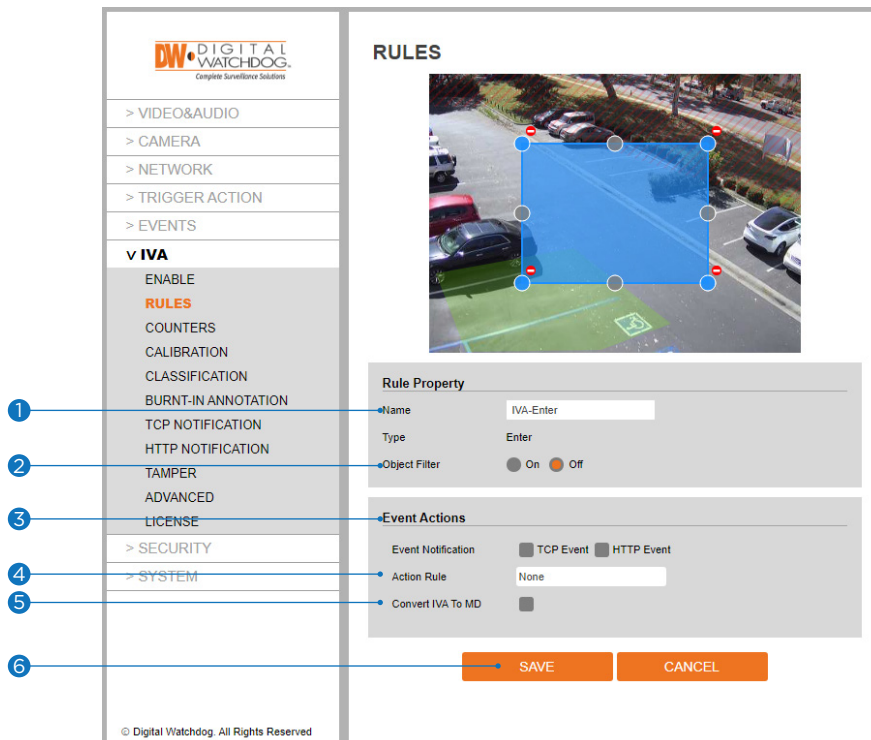 DW DIGITAL
WATCHDOG.
Complete Surveillance Solutions
> VIDEO&AUDIO
> CAMERA
> NETWORK
> TRIGGER ACTION
> EVENTS
v IVA
ENABLE
RULES
COUNTERS
CALIBRATION
CLASSIFICATION
BURNT-IN ANNOTATION
TCP NOTIFICATION
HTTP NOTIFICATION
TAMPER
ADVANCED
LICENSE
> SECURITY
> SYSTEM
© Digital Watchdog. All Rights Reserved
RULES
Rule Property
1 Name IVA-Enter
Type Enter
2 Object Filter On Off
3 Event Actions
Event Notification TCP Event HTTP Event
4 Action Rule None
5 Convert IVA To MD
6 SAVE CANCEL